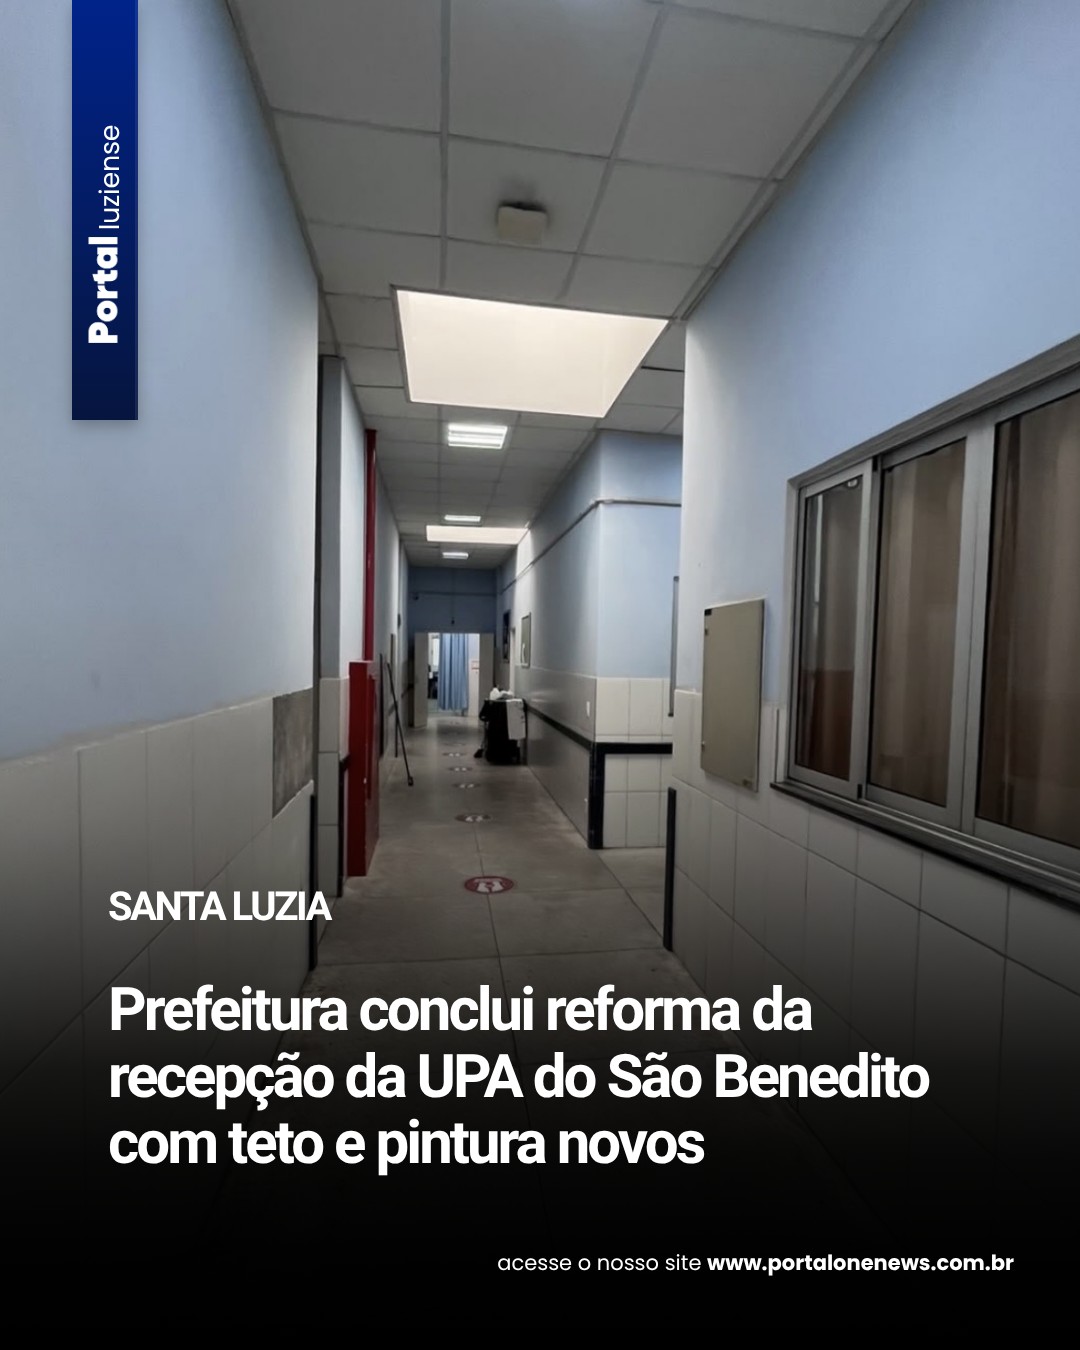 Portal luziense
SANTA LUZIA
Prefeitura conclui reforma da
recepção da UPA do São Benedito
com teto e pintura novos
acesse o nosso site www.portalonenews.com.br